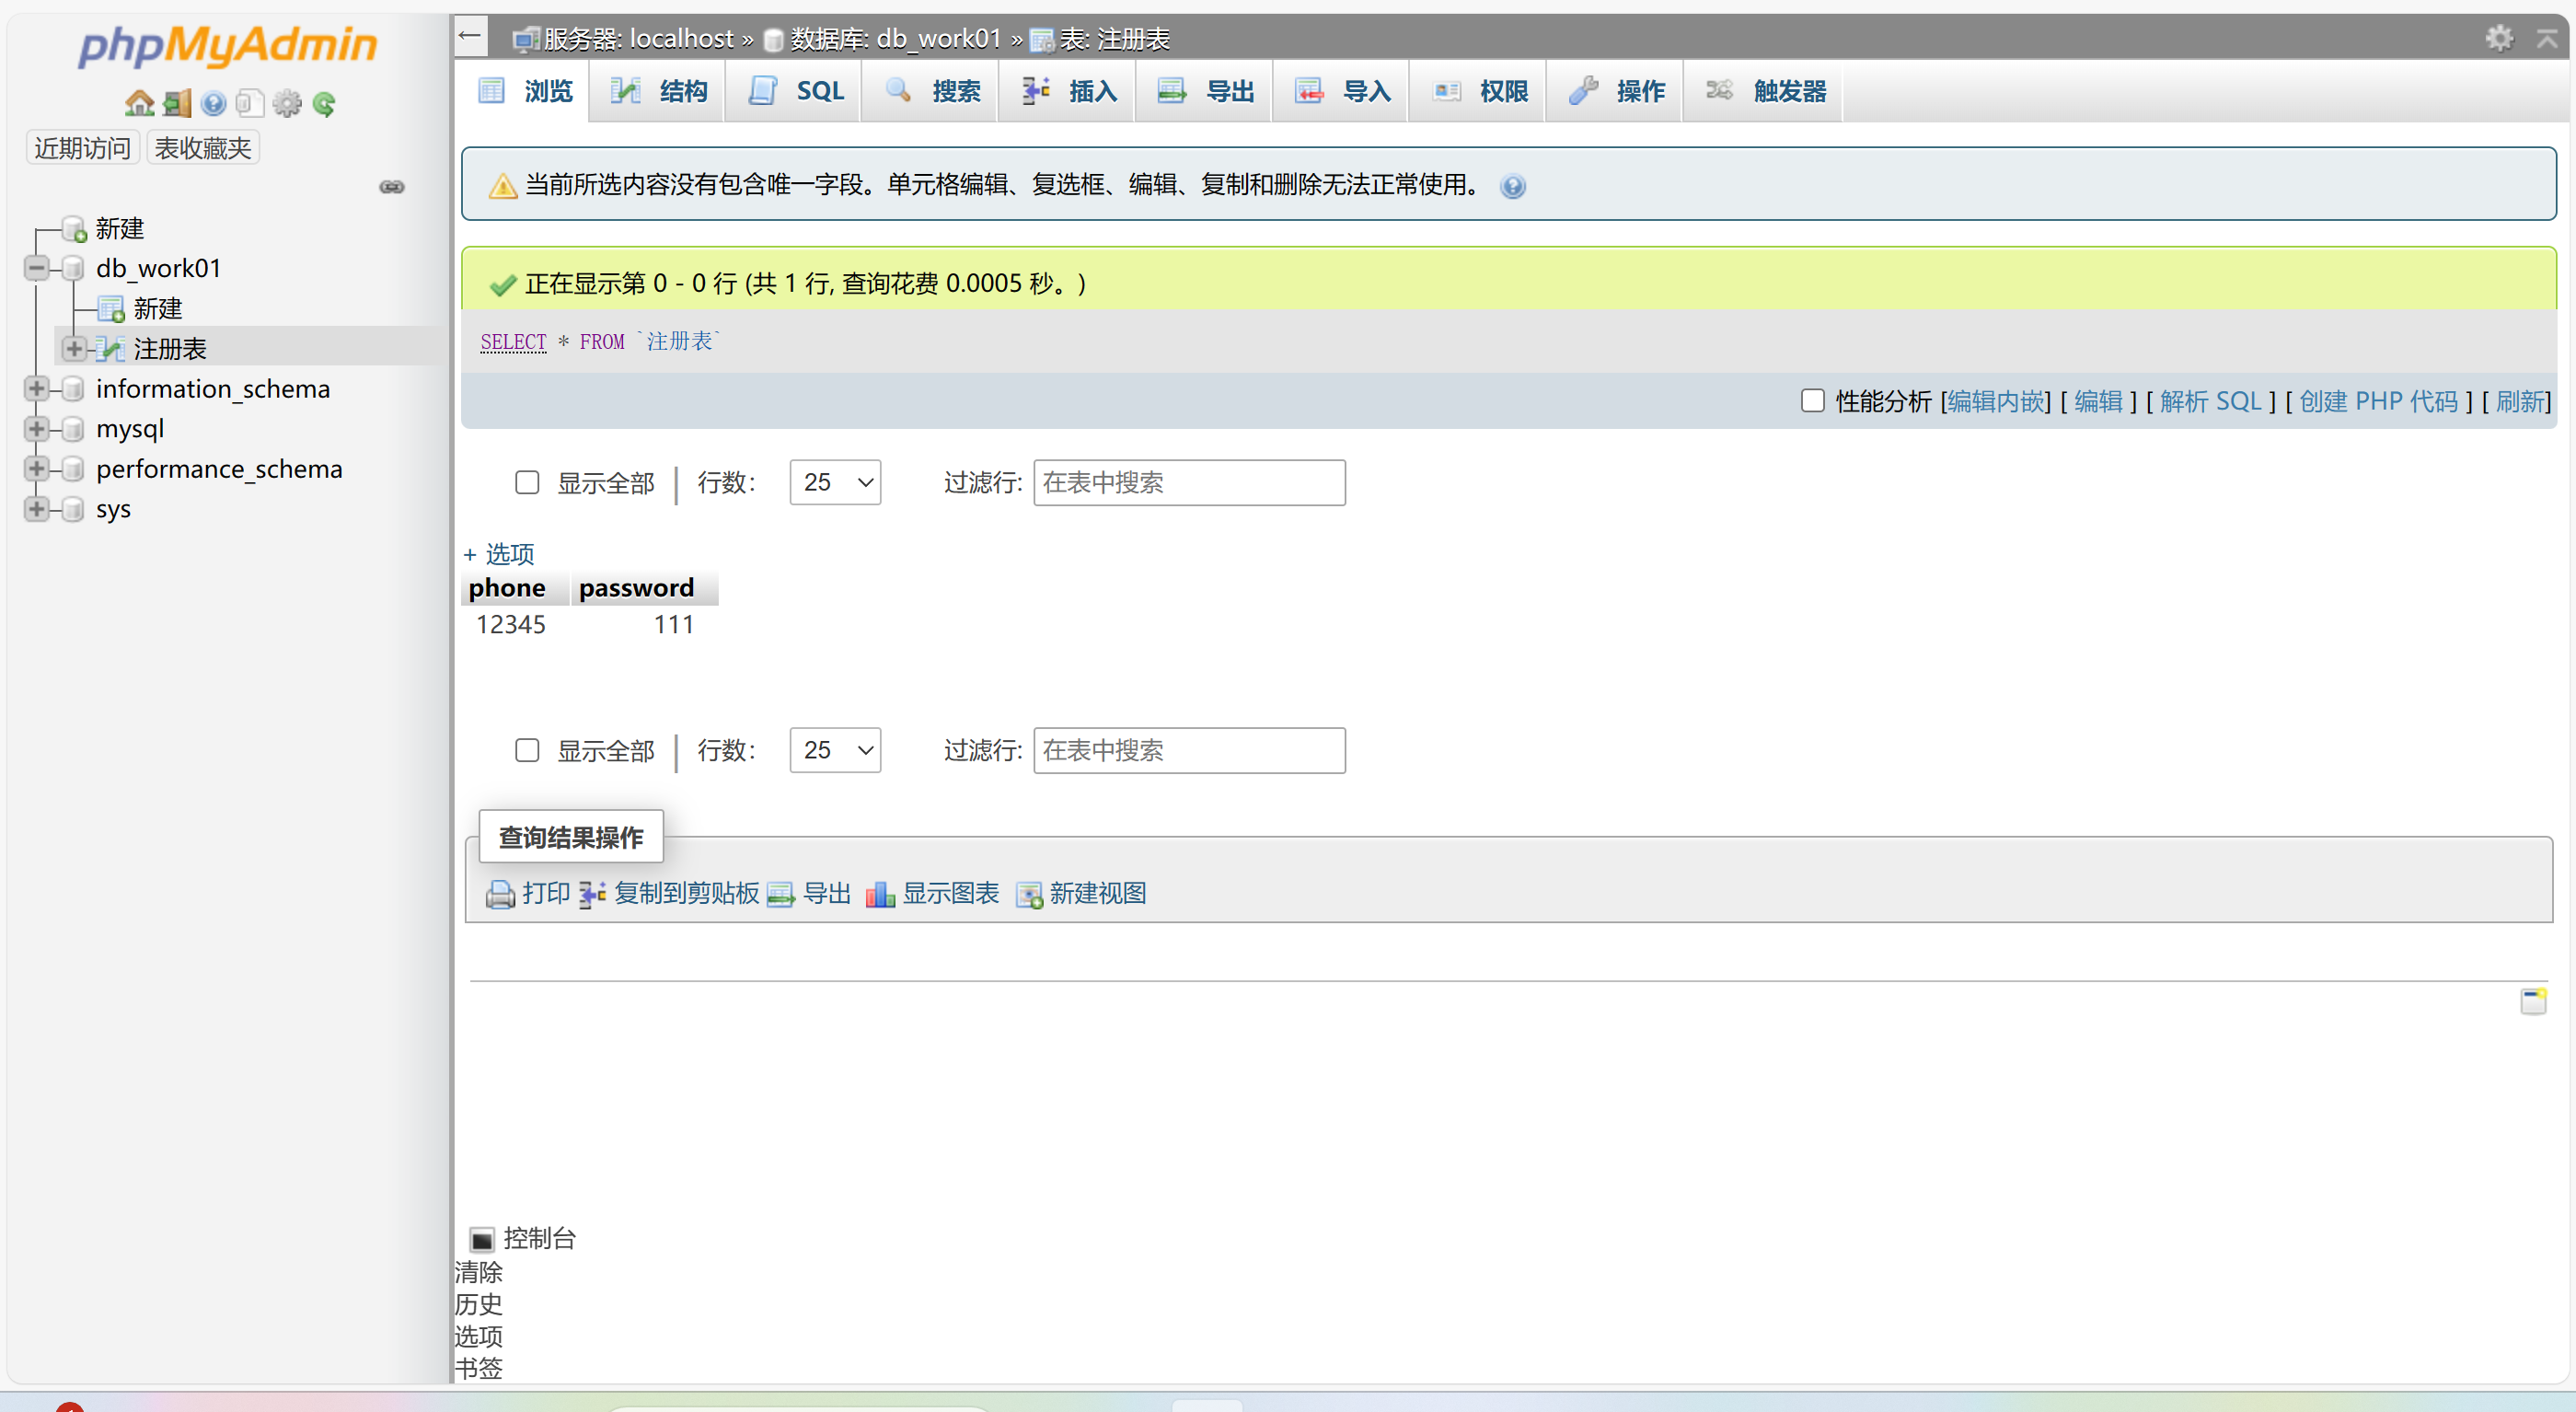 phpMyAdmin
近期访问 表收藏夹
新建
db_work01
新建
注册表
information_schema
mysql
performance_schema
sys
服务器: localhost » 数据库: db_work01 » 表: 注册表
浏览 结构 SQL 搜索 插入 导出 导入 权限 操作 触发器
当前所选内容没有包含唯一字段。单元格编辑、复选框、编辑、复制和删除无法正常使用。
正在显示第 0 - 0 行 (共 1 行, 查询花费 0.0005 秒。)
SELECT * FROM `注册表`
性能分析 [编辑内嵌] [ 编辑 ] [ 解析 SQL ] [ 创建 PHP 代码 ] [ 刷新]
显示全部 | 行数: 25 过滤行: 在表中搜索
+ 选项
phone password
12345 111
显示全部 | 行数: 25 过滤行: 在表中搜索
查询结果操作
打印 复制到剪贴板 导出 显示图表 新建视图
控制台
清除
历史
选项
书签